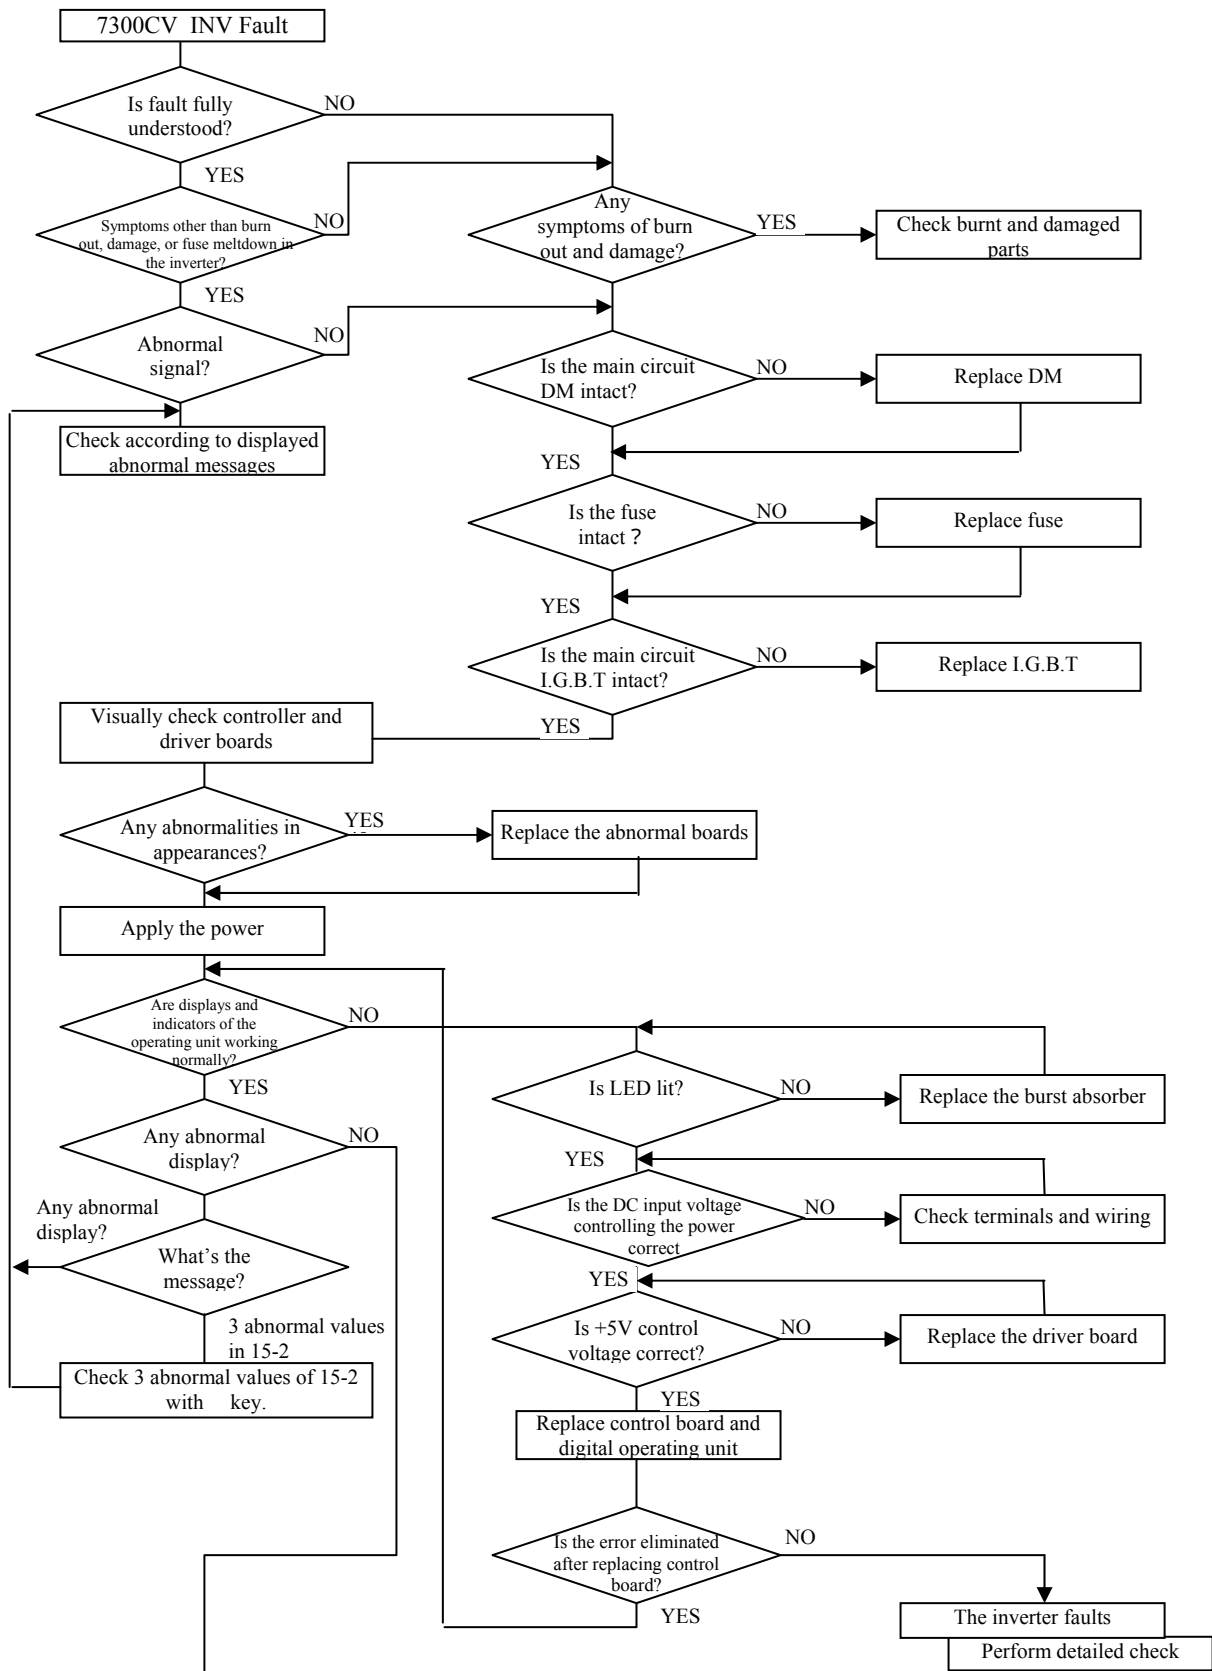 7300CV INV Fault
Is fault fully
understood?
NO
YES
Symptoms other than burn
out, damage, or fuse meltdown in
the inverter?
NO
YES
Any
symptoms of burn
out and damage?
YES
Check burnt and damaged
parts
Abnormal
signal?
NO
Check according to displayed
abnormal messages
Is the main circuit
DM intact?
NO
Replace DM
YES
Is the fuse
intact ?
NO
Replace fuse
YES
Is the main circuit
I.G.B.T intact?
NO
Replace I.G.B.T
YES
Visually check controller and
driver boards
Any abnormalities in
appearances?
YES
Replace the abnormal boards
Apply the power
Are displays and
indicators of the
operating unit working
normally?
NO
YES
Is LED lit?
NO
Replace the burst absorber
YES
Any abnormal
display?
NO
Any abnormal
display?
What's the
message?
3 abnormal values
in 15-2
Check 3 abnormal values of 15-2
with key.
Is the DC input voltage
controlling the power
correct
NO
Check terminals and wiring
YES
Is +5V control
voltage correct?
NO
Replace the driver board
YES
Replace control board and
digital operating unit
Is the error eliminated
after replacing control
board?
NO
YES
The inverter faults
Perform detailed check